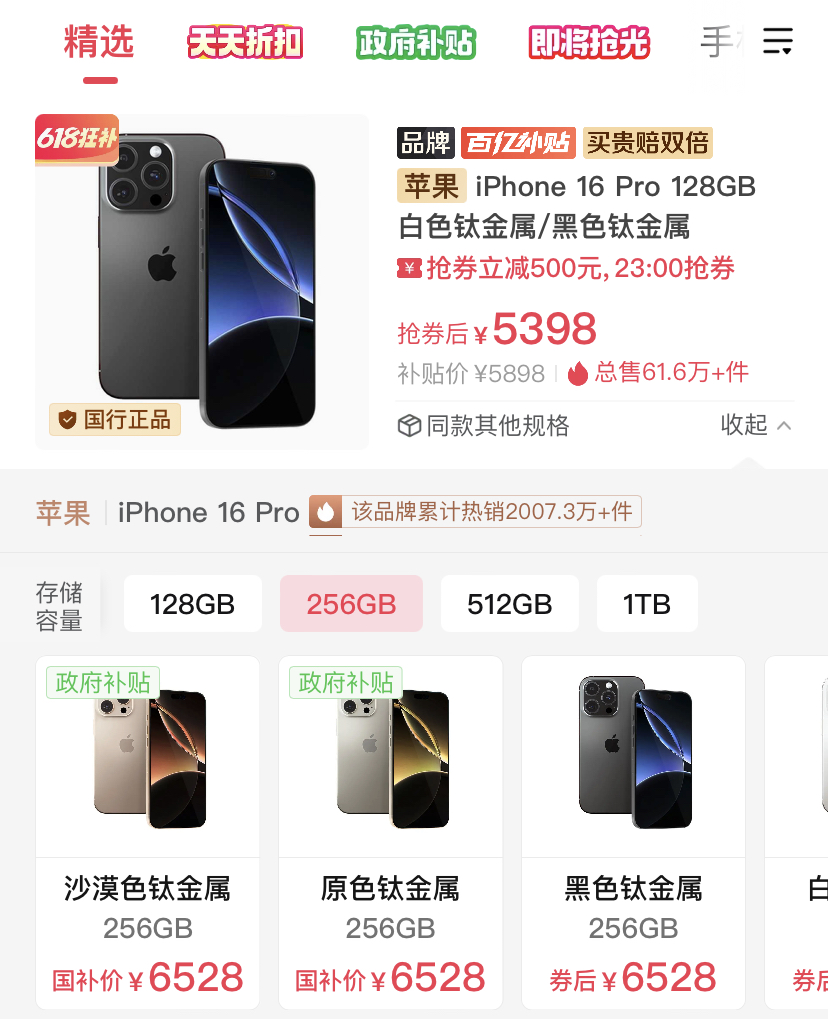 精选 天天折扣 政府补贴 即将抢光 手
618狂补
品牌 百亿补贴 买贵赔双倍
苹果 iPhone 16 Pro 128GB
白色钛金属/黑色钛金属
¥ 抢券立减500元, 23:00抢券
抢券后 ¥5398
补贴价 ¥5898 总售61.6万+件
国行正品
同款其他规格 收起
苹果 iPhone 16 Pro 该品牌累计热销2007.3万+件
存储
容量
128GB 256GB 512GB 1TB
政府补贴 政府补贴
沙漠色钛金属 原色钛金属 黑色钛金属 白
256GB 256GB 256GB
国补价 ¥6528 国补价 ¥6528 券后 ¥6528 券后